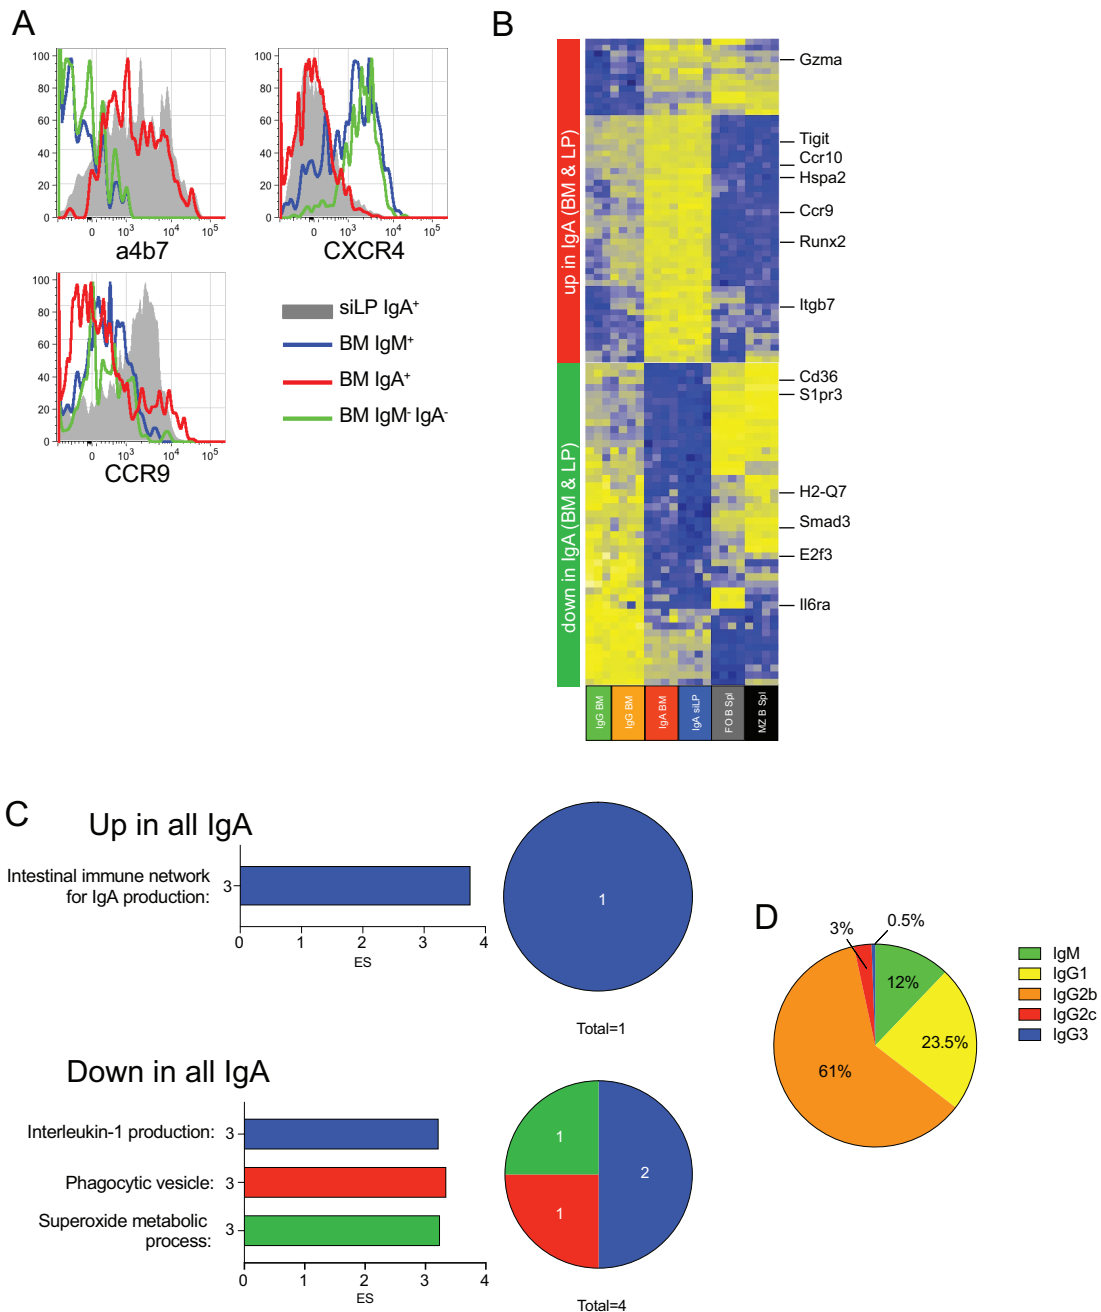 A
100
80
60
40
20
0
0 10³ 10⁴ 10⁵
a4b7
100
80
60
40
20
0
0 10³ 10⁴ 10⁵
CXCR4
100
80
60
40
20
0
0 10³ 10⁴ 10⁵
CCR9
siLP IgA⁺
BM IgM⁺
BM IgA⁺
BM IgM⁻ IgA⁻
B
up in IgA (BM & LP)
down in IgA (BM & LP)
Gzma
Tigit
Ccr10
Hspa2
Ccr9
Runx2
Itgb7
Cd36
S1pr3
H2-Q7
Smad3
E2f3
Il6ra
IgG BM
IgG BM
IgA BM
IgA siLP
FO B Spl
MZ B Spl
C
Up in all IgA
Intestinal immune network
for IgA production:
3
0 1 2 3 4
ES
1
Total=1
Down in all IgA
Interleukin-1 production: 3
Phagocytic vesicle: 3
Superoxide metabolic
process:
3
0 1 2 3 4
ES
1
2
1
Total=4
D
3%
0.5%
12%
23.5%
61%
IgM
IgG1
IgG2b
IgG2c
IgG3